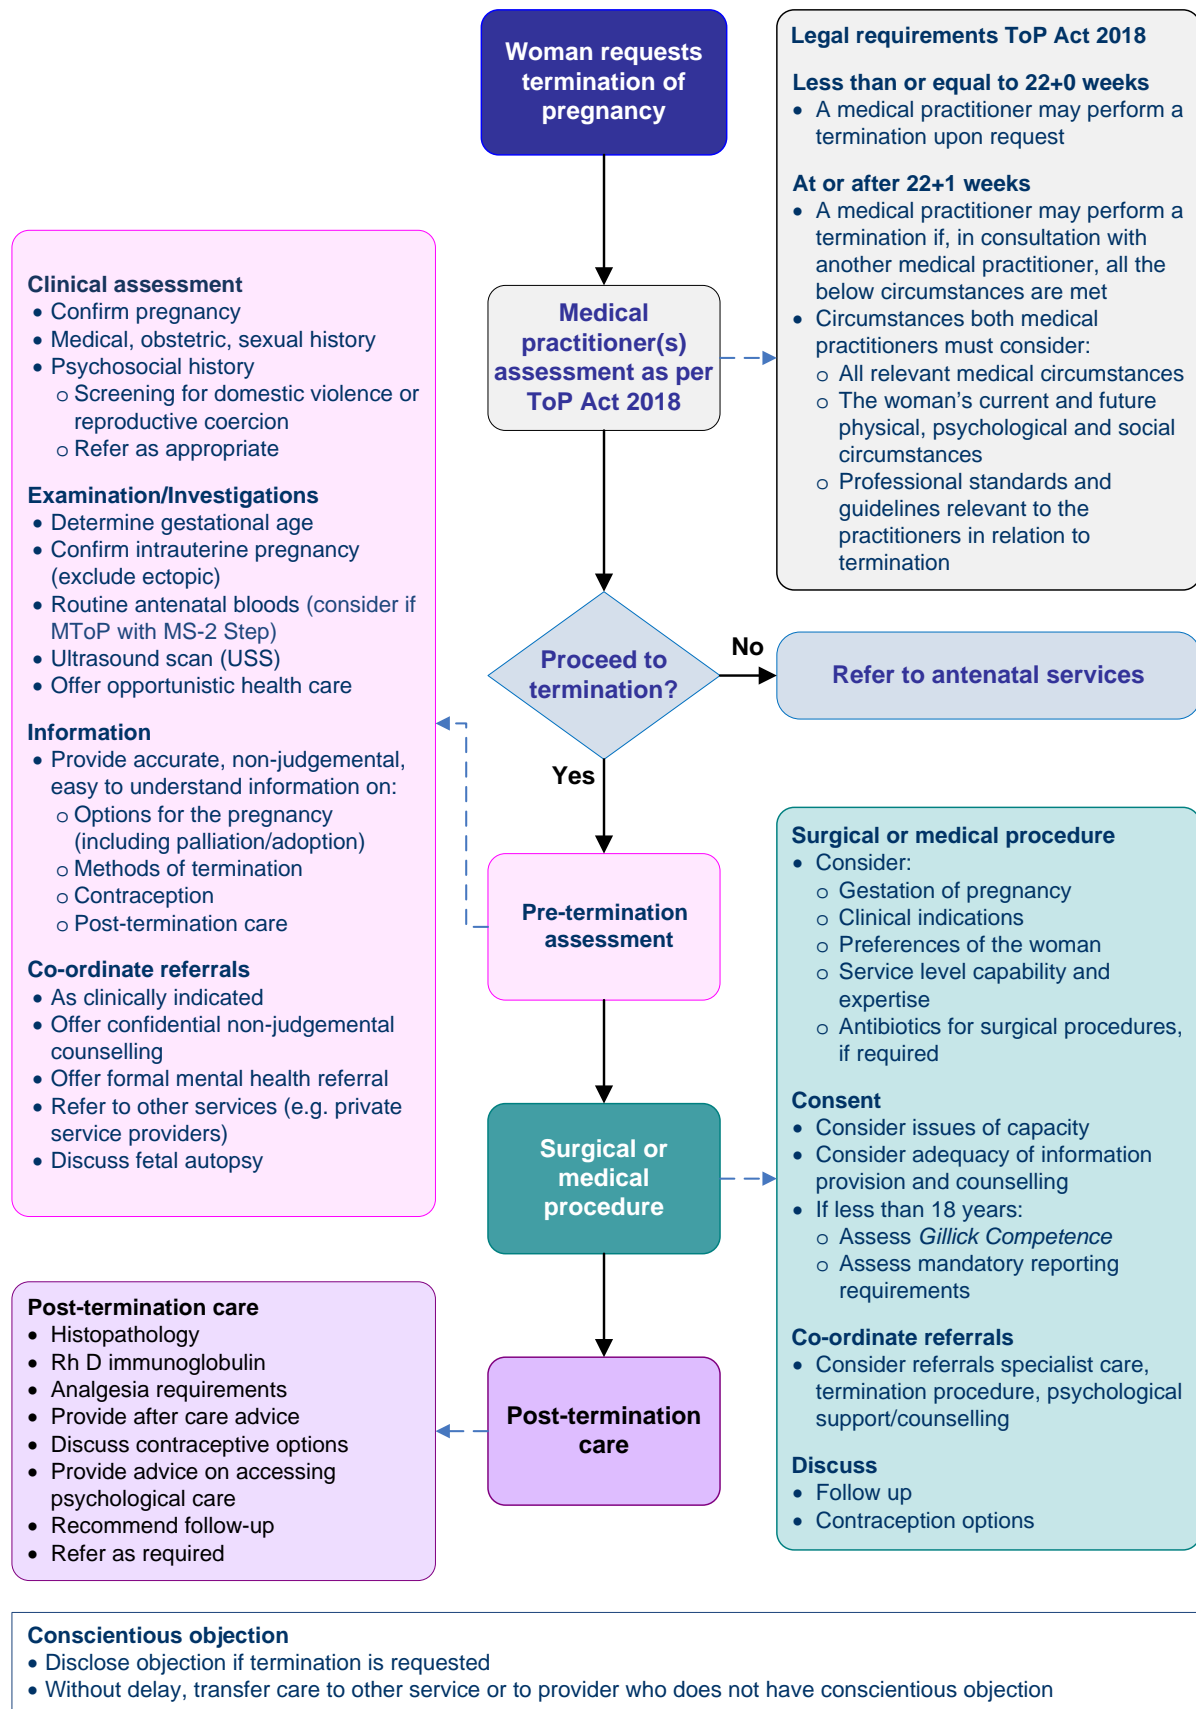 Woman requests
termination of
pregnancy
Legal requirements ToP Act 2018
Less than or equal to 22+0 weeks
• A medical practitioner may perform a
termination upon request
At or after 22+1 weeks
• A medical practitioner may perform a
termination if, in consultation with
another medical practitioner, all the
below circumstances are met
• Circumstances both medical
practitioners must consider:
o All relevant medical circumstances
o The woman’s current and future
physical, psychological and social
circumstances
o Professional standards and
guidelines relevant to the
practitioners in relation to
termination
Medical
practitioner(s)
assessment as per
ToP Act 2018
Clinical assessment
• Confirm pregnancy
• Medical, obstetric, sexual history
• Psychosocial history
o Screening for domestic violence or
reproductive coercion
o Refer as appropriate
Examination/Investigations
• Determine gestational age
• Confirm intrauterine pregnancy
(exclude ectopic)
• Routine antenatal bloods (consider if
MToP with MS-2 Step)
• Ultrasound scan (USS)
• Offer opportunistic health care
Information
• Provide accurate, non-judgemental,
easy to understand information on:
o Options for the pregnancy
(including palliation/adoption)
o Methods of termination
o Contraception
o Post-termination care
Co-ordinate referrals
• As clinically indicated
• Offer confidential non-judgemental
counselling
• Offer formal mental health referral
• Refer to other services (e.g. private
service providers)
• Discuss fetal autopsy
Proceed to
termination?
No
Refer to antenatal services
Yes
Pre-termination
assessment
Surgical or
medical
procedure
Surgical or medical procedure
• Consider:
o Gestation of pregnancy
o Clinical indications
o Preferences of the woman
o Service level capability and
expertise
o Antibiotics for surgical procedures,
if required
Consent
• Consider issues of capacity
• Consider adequacy of information
provision and counselling
• If less than 18 years:
o Assess Gillick Competence
o Assess mandatory reporting
requirements
Co-ordinate referrals
• Consider referrals specialist care,
termination procedure, psychological
support/counselling
Discuss
• Follow up
• Contraception options
Post-termination
care
Post-termination care
• Histopathology
• Rh D immunoglobulin
• Analgesia requirements
• Provide after care advice
• Discuss contraceptive options
• Provide advice on accessing
psychological care
• Recommend follow-up
• Refer as required
Conscientious objection
• Disclose objection if termination is requested
• Without delay, transfer care to other service or to provider who does not have conscientious objection